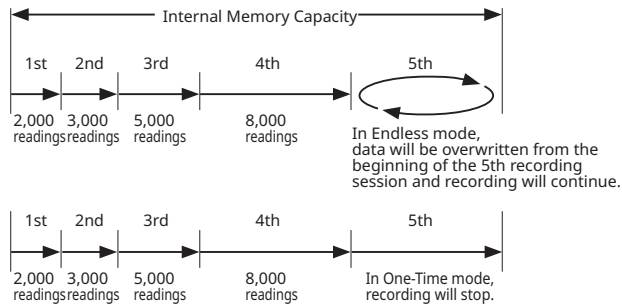 Internal Memory Capacity
1st 2nd 3rd 4th 5th
2,000 3,000 5,000 8,000
readings readings readings readings
In Endless mode,
data will be overwritten from the
beginning of the 5th recording
session and recording will continue.
1st 2nd 3rd 4th 5th
2,000 3,000 5,000 8,000 In One-Time mode,
readings readings readings readings recording will stop.